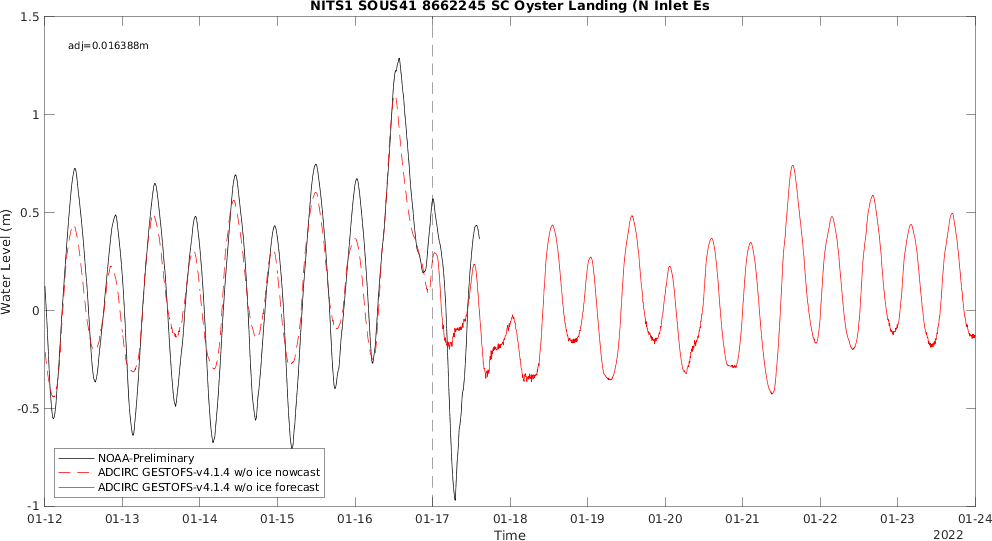 NITS1 SOUS41 8662245 SC Oyster Landing (N Inlet Es
adj=0.016388m
1.5
1
0.5
0
-0.5
-1
Water Level (m)
NOAA-Preliminary
ADCIRC GESTOFS-v4.1.4 w/o ice nowcast
ADCIRC GESTOFS-v4.1.4 w/o ice forecast
01-12 01-13 01-14 01-15 01-16 01-17 01-18 01-19 01-20 01-21 01-22 01-23 01-24
Time
2022